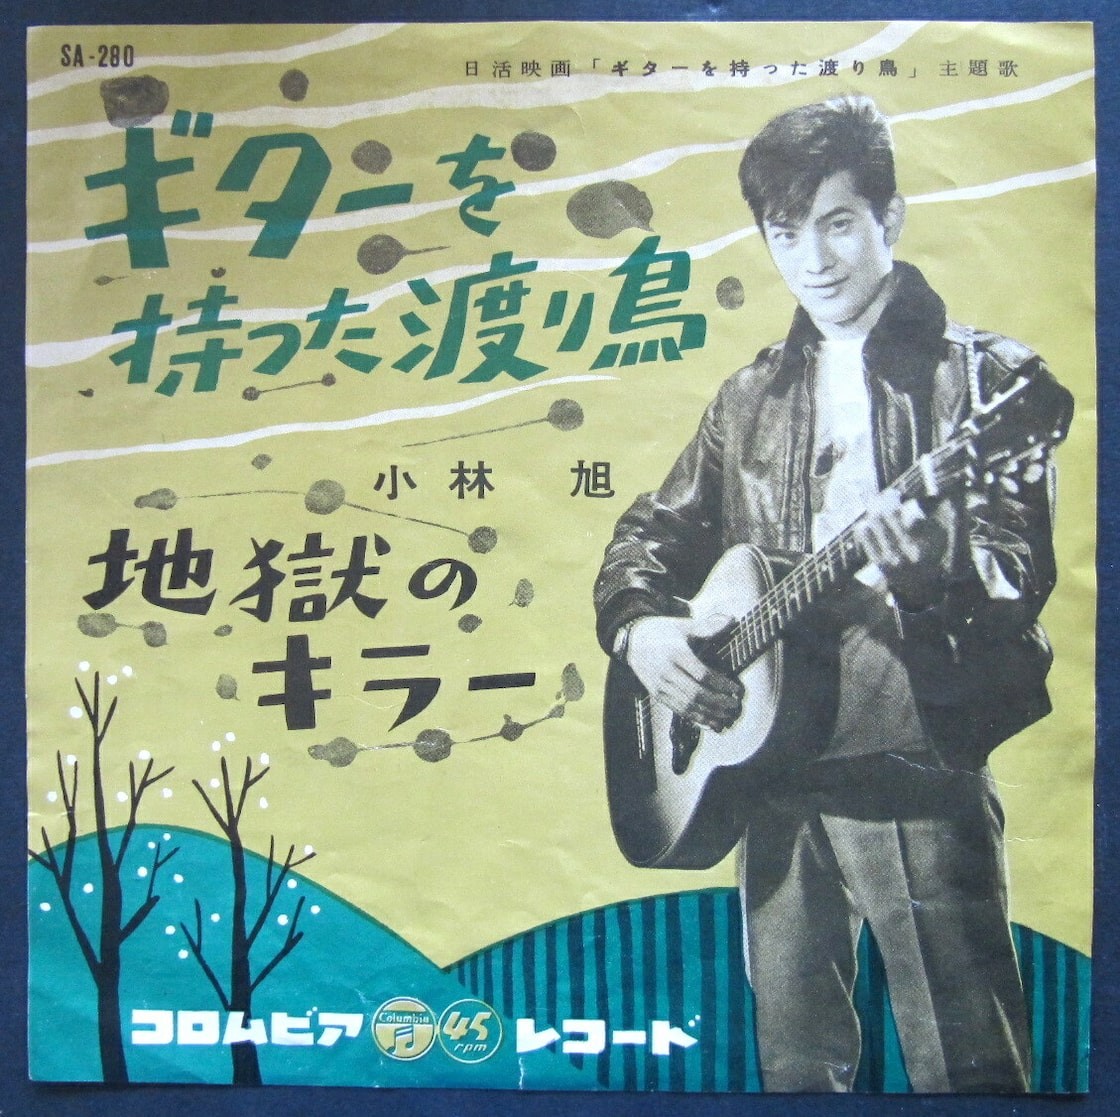 SA-280
日活映画「ギターを持った渡り鳥」主題歌
ギターを
持った渡り鳥
小林 旭
地獄の
キラー
コロムビア Columbia 45 rpm レコード